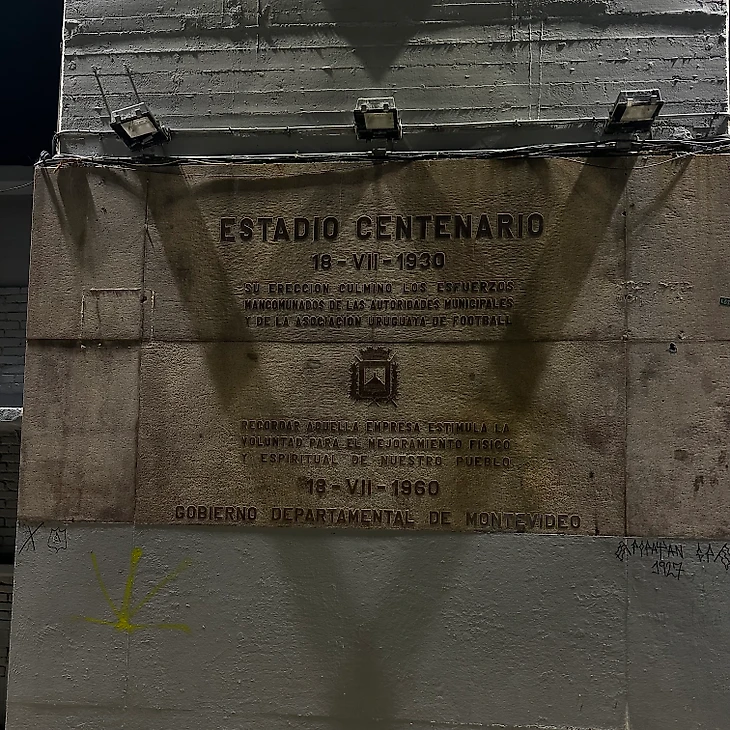 ESTADIO CENTENARIO
18-VII-1930
SU ERECCION CULMINO LOS ESFUERZOS
MANCOMUNADOS DE LAS AUTORIDADES MUNICIPALES
Y DE LA ASOCIACION URUGUAYA DE FOOTBALL
RECORDAR AQUELLA EMPRESA ESTIMULA LA
VOLUNTAD PARA EL MEJORAMIENTO FISICO
Y ESPIRITUAL DE NUESTRO PUEBLO
18-VII-1960
GOBIERNO DEPARTAMENTAL DE MONTEVIDEO
1927